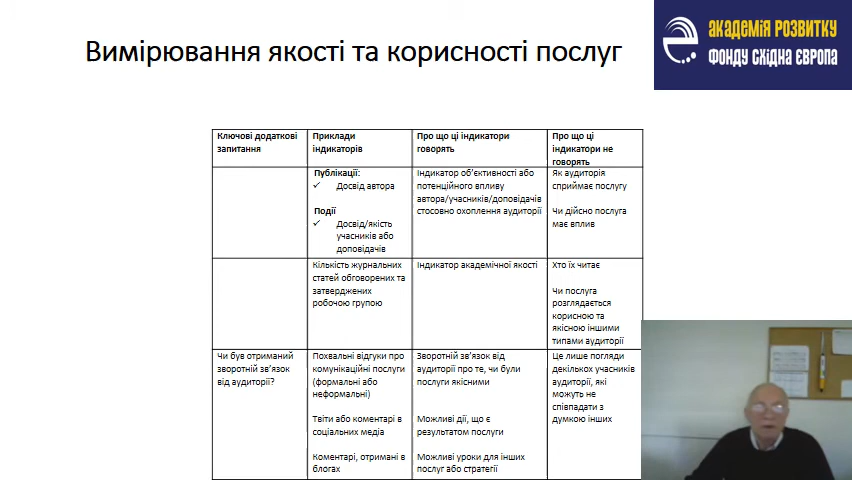 Вимірювання якості та корисності послуг
АКАДЕМІЯ РОЗВИТКУ
ФОНДУ СХІДНА ЄВРОПА
Ключові додаткові
запитання
Приклади
індикаторів
Про що ці індикатори
говорять
Про що ці
індикатори не
говорять
Публікації:
✓ Досвід автора
Події
✓ Досвід/якість
учасників або
доповідачів
Індикатор об’єктивності або
потенційного впливу
автора/учасників/доповідачів
стосовно охоплення аудиторії
Як аудиторія
сприймає послугу
Чи дійсно послуга
має вплив
Кількість журнальних
статей обговорених та
затверджених
робочою групою
Індикатор академічної якості
Хто їх читає
Чи послуга
розглядається
корисною та
якісною іншими
типами аудиторії
Чи був отриманий
зворотній зв’язок
від аудиторії?
Похвальні відгуки про
комунікаційні послуги
(формальні або
неформальні)
Твіти або коментарі в
соціальних медіа
Коментарі, отримані в
блогах
Зворотній зв’язок від
аудиторії про те, чи були
послуги якісними
Можливі дії, що є
результатом послуги
Можливі уроки для інших
послуг або стратегії
Це лише погляди
декількох учасників
аудиторії, які
можуть не
співпадати з
думкою інших